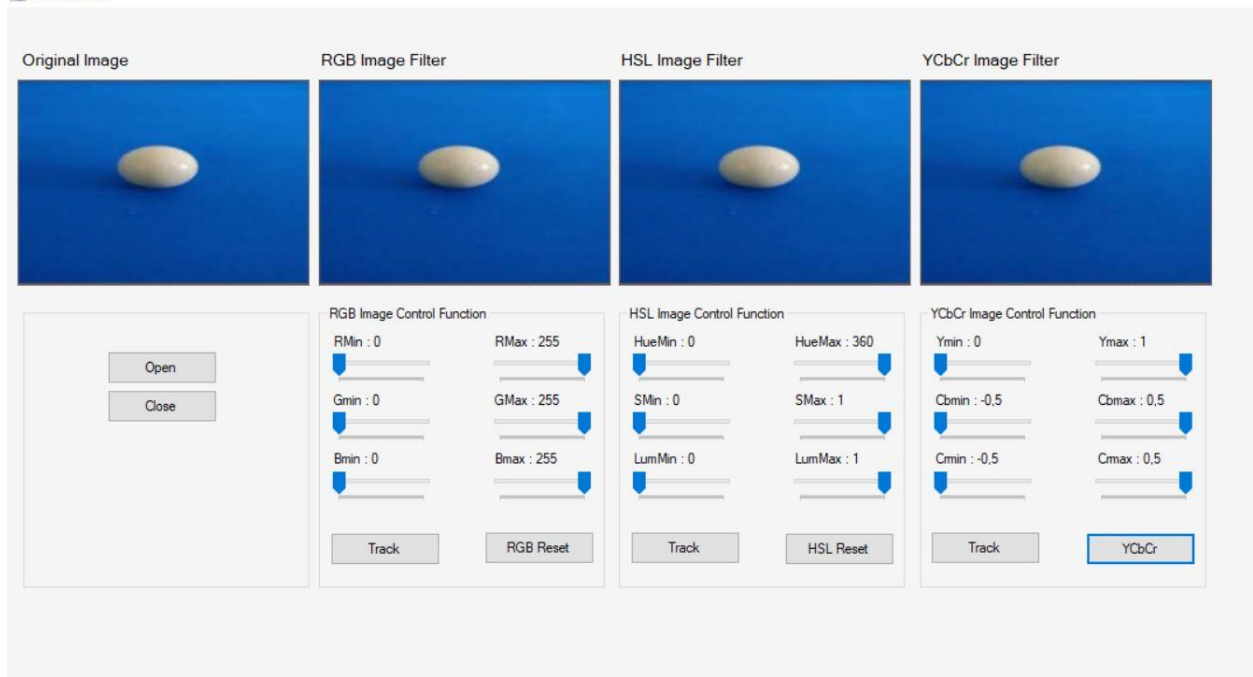 Original Image
RGB Image Filter
HSL Image Filter
YCbCr Image Filter
Open
Close
RGB Image Control Function
RMin : 0
RMax : 255
Gmin : 0
GMax : 255
Bmin : 0
Bmax : 255
Track
RGB Reset
HSL Image Control Function
HueMin : 0
HueMax : 360
SMin : 0
SMax : 1
LumMin : 0
LumMax : 1
Track
HSL Reset
YCbCr Image Control Function
Ymin : 0
Ymax : 1
Cbmin : -0,5
Cbmax : 0,5
Crmin : -0,5
Crmax : 0,5
Track
YCbCr